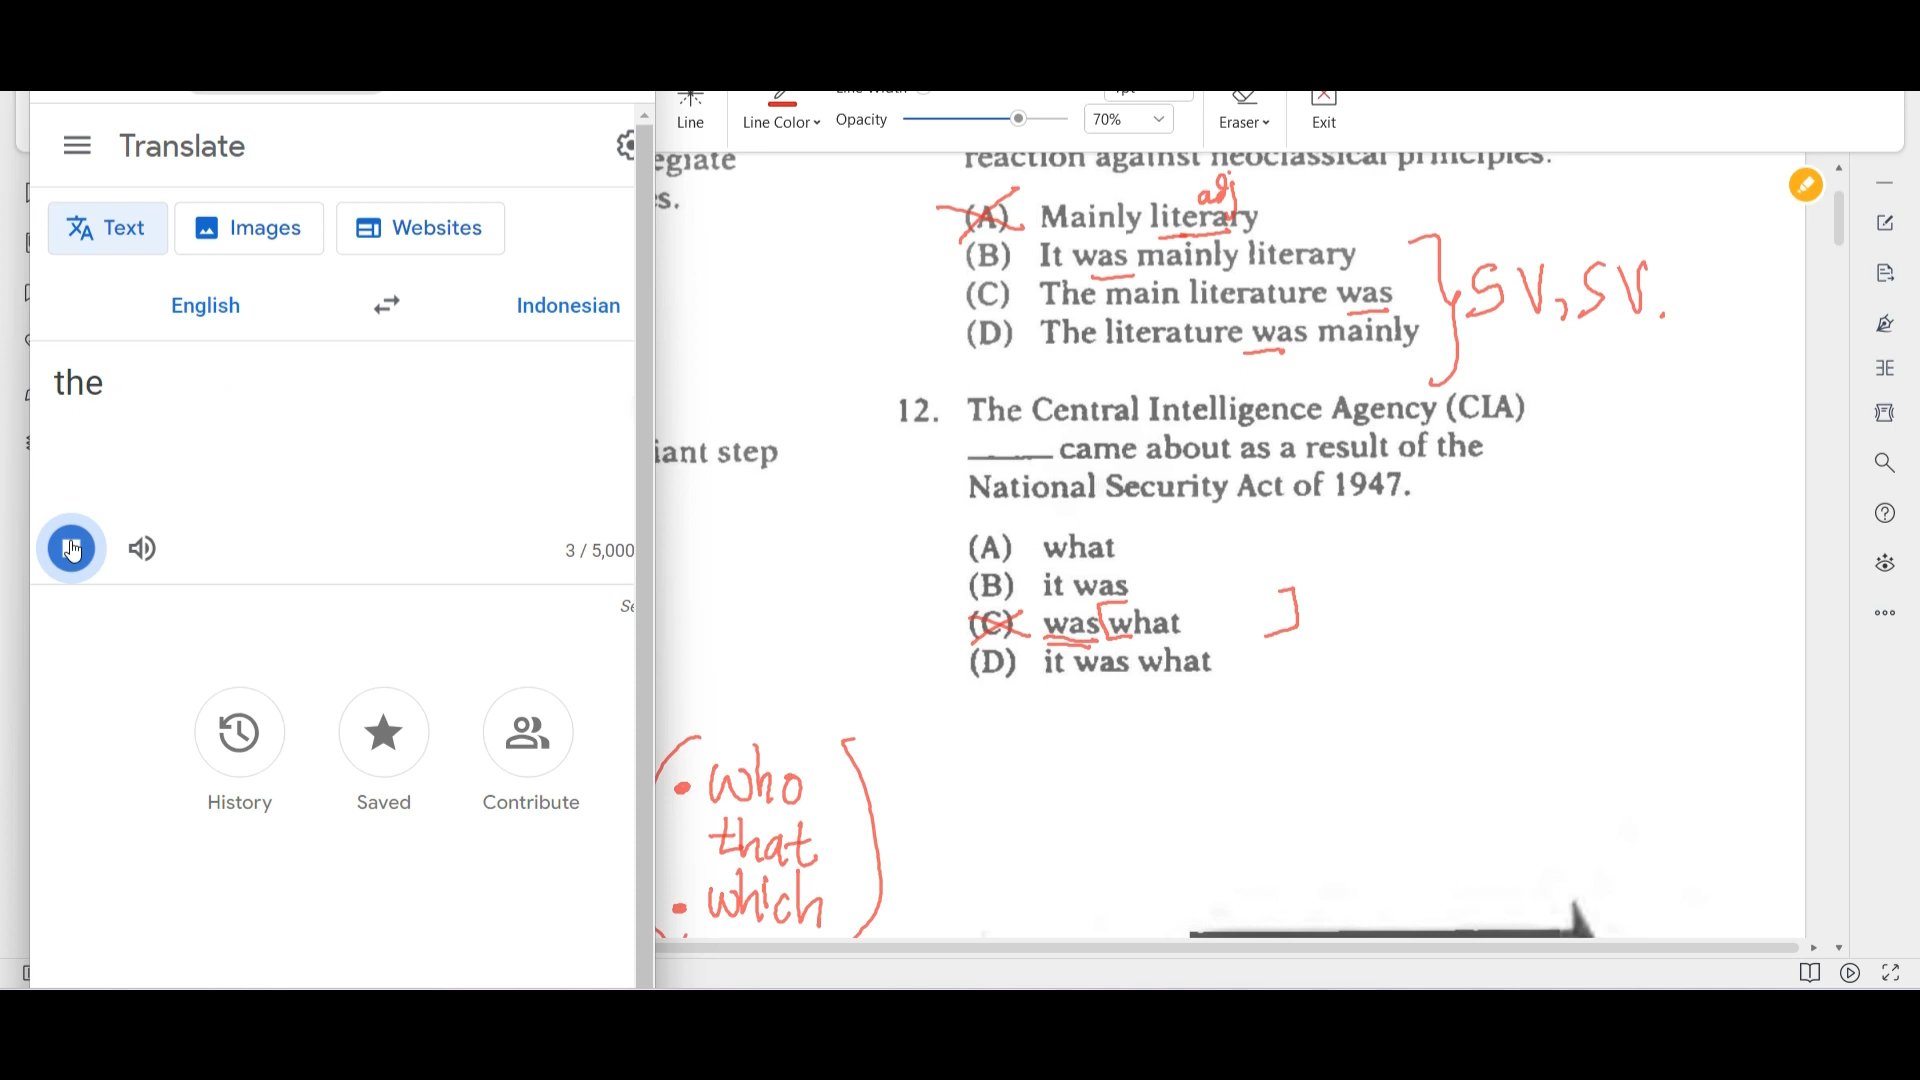 Translate
Text
Images
Websites
English
Indonesian
the
3 / 5,000
History
Saved
Contribute
Line
Line Color
Opacity
70%
Eraser
Exit
egiate
s.
iant step
reaction against neoclassical principles.
adj
(A) Mainly literary
(B) It was mainly literary
(C) The main literature was
(D) The literature was mainly
SV, SV.
12. The Central Intelligence Agency (CIA)
____ came about as a result of the
National Security Act of 1947.
(A) what
(B) it was
(C) was what
(D) it was what
who
that
which